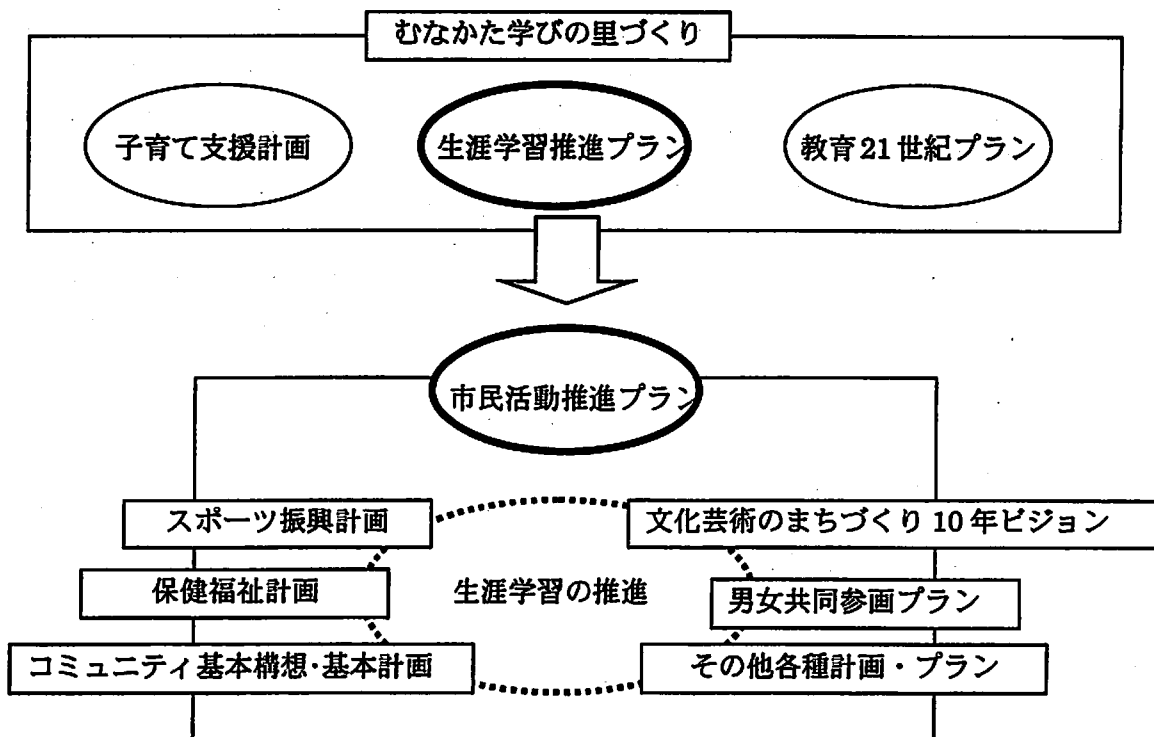 むなかた学びの里づくり
子育て支援計画
生涯学習推進プラン
教育21世紀プラン
市民活動推進プラン
スポーツ振興計画
文化芸術のまちづくり10年ビジョン
保健福祉計画
生涯学習の推進
男女共同参画プラン
コミュニティ基本構想・基本計画
その他各種計画・プラン